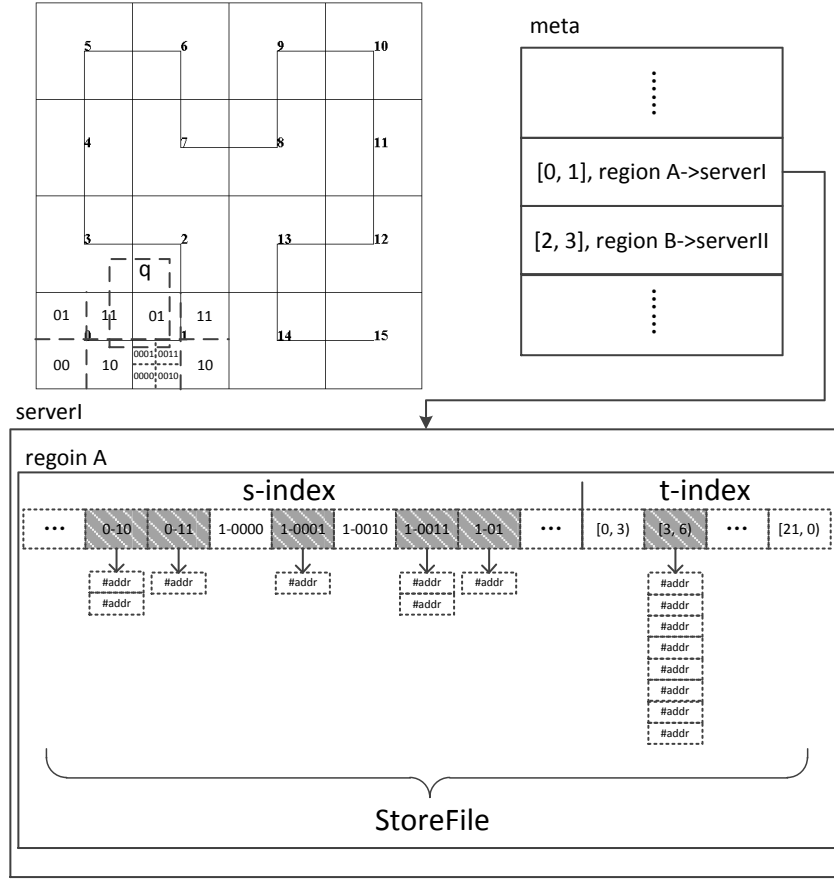 5 6 9 10
4 7 8 11
3 2 13 12
q
01 11 01 11
0 1 14 15
00 10 0001 0011 10
0000 0010
meta
⋮
[0, 1], region A->serverI
[2, 3], region B->serverII
⋮
serverI
regoin A
s-index t-index
... 0-10 0-11 1-0000 1-0001 1-0010 1-0011 1-01 ... [0, 3) [3, 6) ... [21, 0)
#addr #addr #addr #addr #addr #addr
#addr #addr #addr
#addr
#addr
#addr
#addr
#addr
#addr
StoreFile